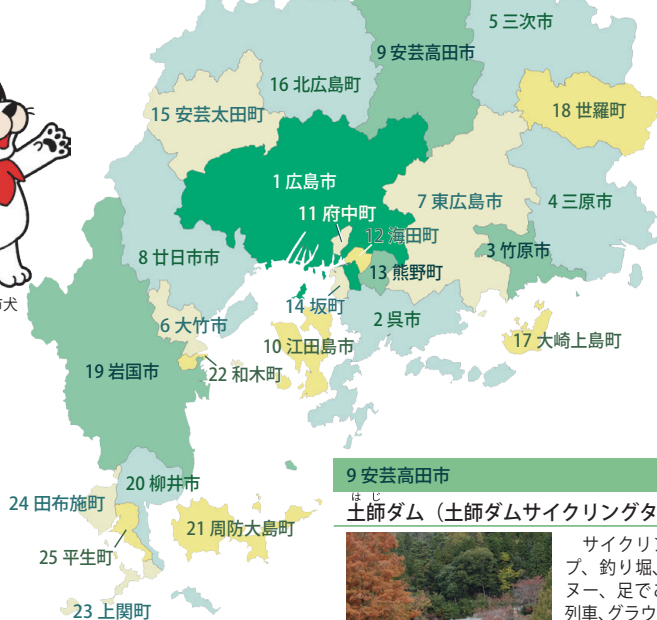 5 三次市
9 安芸高田市
16 北広島町
15 安芸太田町
18 世羅町
1 広島市
7 東広島市
4 三原市
11 府中町
12 海田町
3 竹原市
8 廿日市市
13 熊野町
14 坂町
2 呉市
6 大竹市
10 江田島市
17 大崎上島町
19 岩国市
22 和木町
20 柳井市
24 田布施町
21 周防大島町
25 平生町
23 上関町
犬
9 安芸高田市
はじ
土師ダム（土師ダムサイクリングタ
サイクリン
プ、釣り堀、
ヌー、足でこ
列車、グラウ